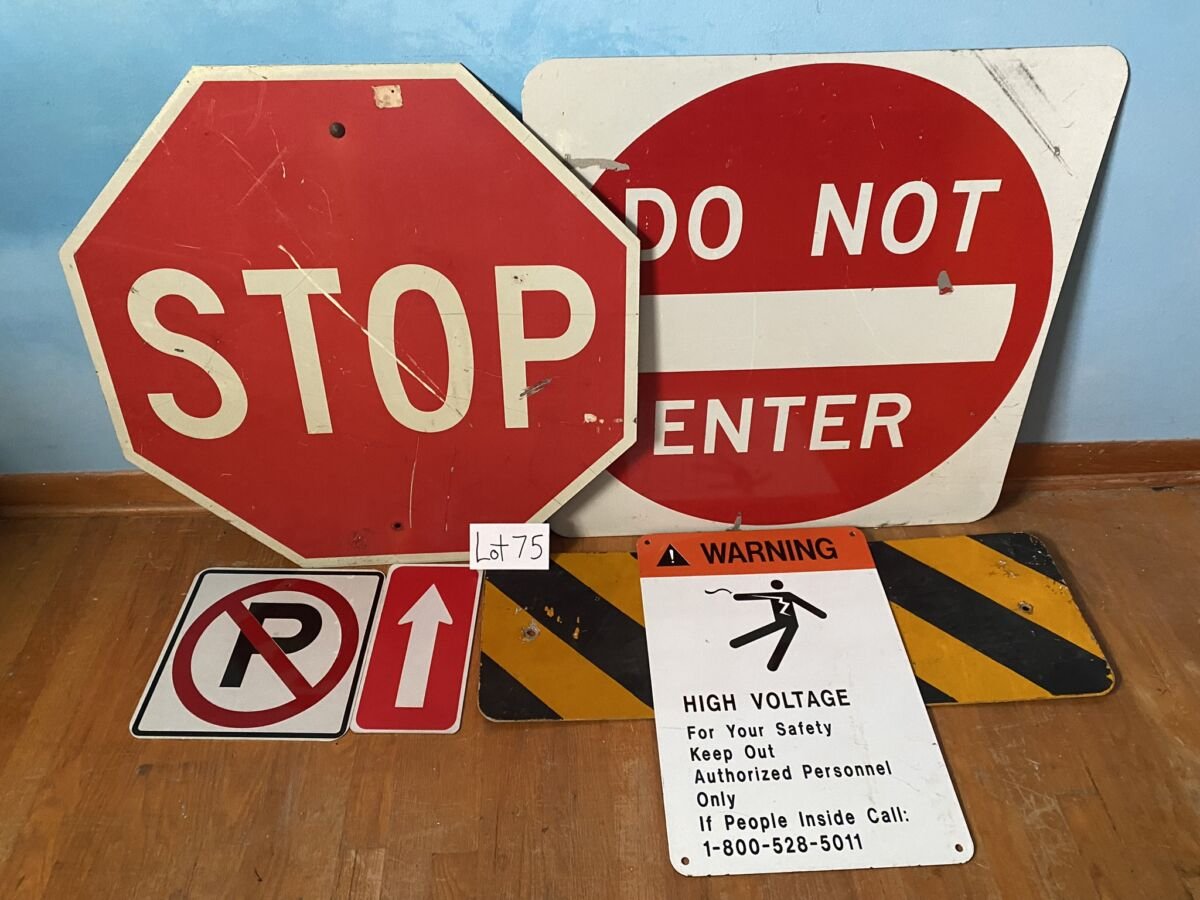 STOP
DO NOT
ENTER
Lot 75
P
WARNING
HIGH VOLTAGE
For Your Safety
Keep Out
Authorized Personnel
Only
If People Inside Call:
1-800-528-5011